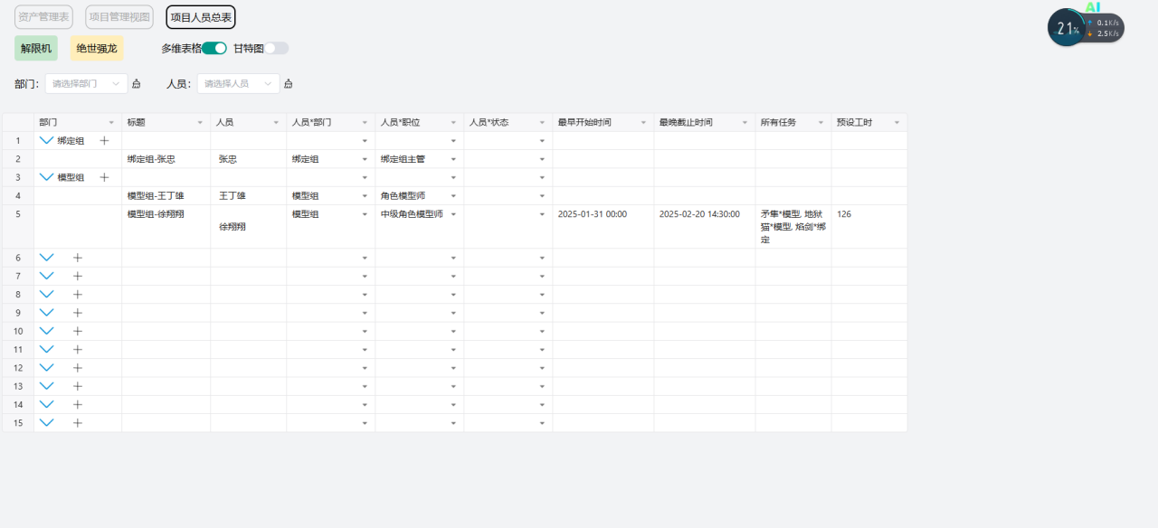 资产管理表 项目管理视图 项目人员总表
AI
21%
0.1K/s
2.5K/s
解限机 绝世强龙 多维表格 甘特图
部门: 请选择部门 人员: 请选择人员
部门 标题 人员 人员*部门 人员*职位 人员*状态 最早开始时间 最晚截止时间 所有任务 预设工时
1 绑定组
2 绑定组-张忠 张忠 绑定组 绑定组主管
3 模型组
4 模型组-王丁雄 王丁雄 模型组 角色模型师
5 模型组-徐翔翔 徐翔翔 模型组 中级角色模型师 2025-01-31 00:00 2025-02-20 14:30:00 矛隼*模型, 地狱
猫*模型, 焰剑*绑
定 126
6
7
8
9
10
11
12
13
14
15